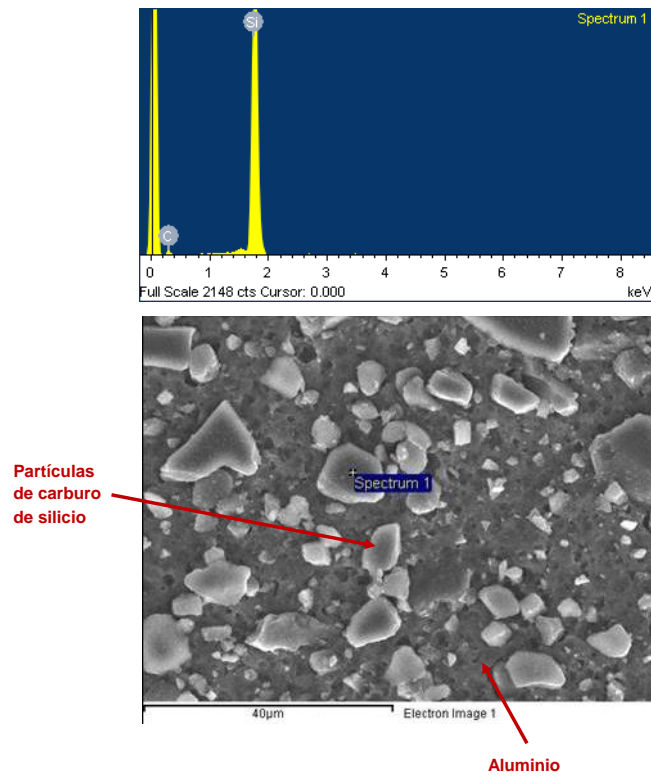 Spectrum 1
Si
C
0 1 2 3 4 5 6 7 8
Full Scale 2148 cts Cursor: 0.000 keV
Partículas
de carburo
de silicio
Spectrum 1
40µm Electron Image 1
Aluminio